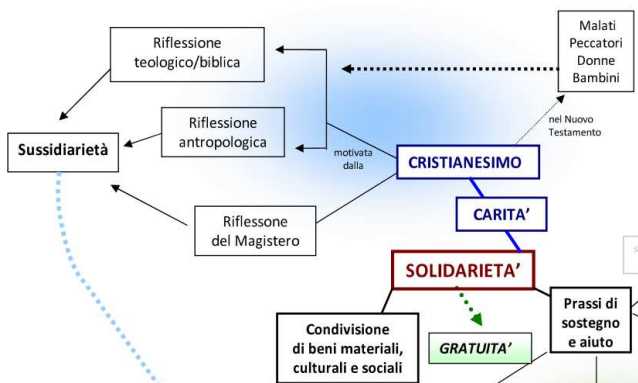 Riflessione
teologico/biblica
Malati
Peccatori
Donne
Bambini
nel Nuovo
Testamento
Riflessione
antropologica
Sussidiarietà
motivata
dalla
CRISTIANESIMO
CARITA'
Riflessone
del Magistero
SOLIDARIETA'
Prassi di
sostegno
e aiuto
Condivisione
di beni materiali,
culturali e sociali
GRATUITA'